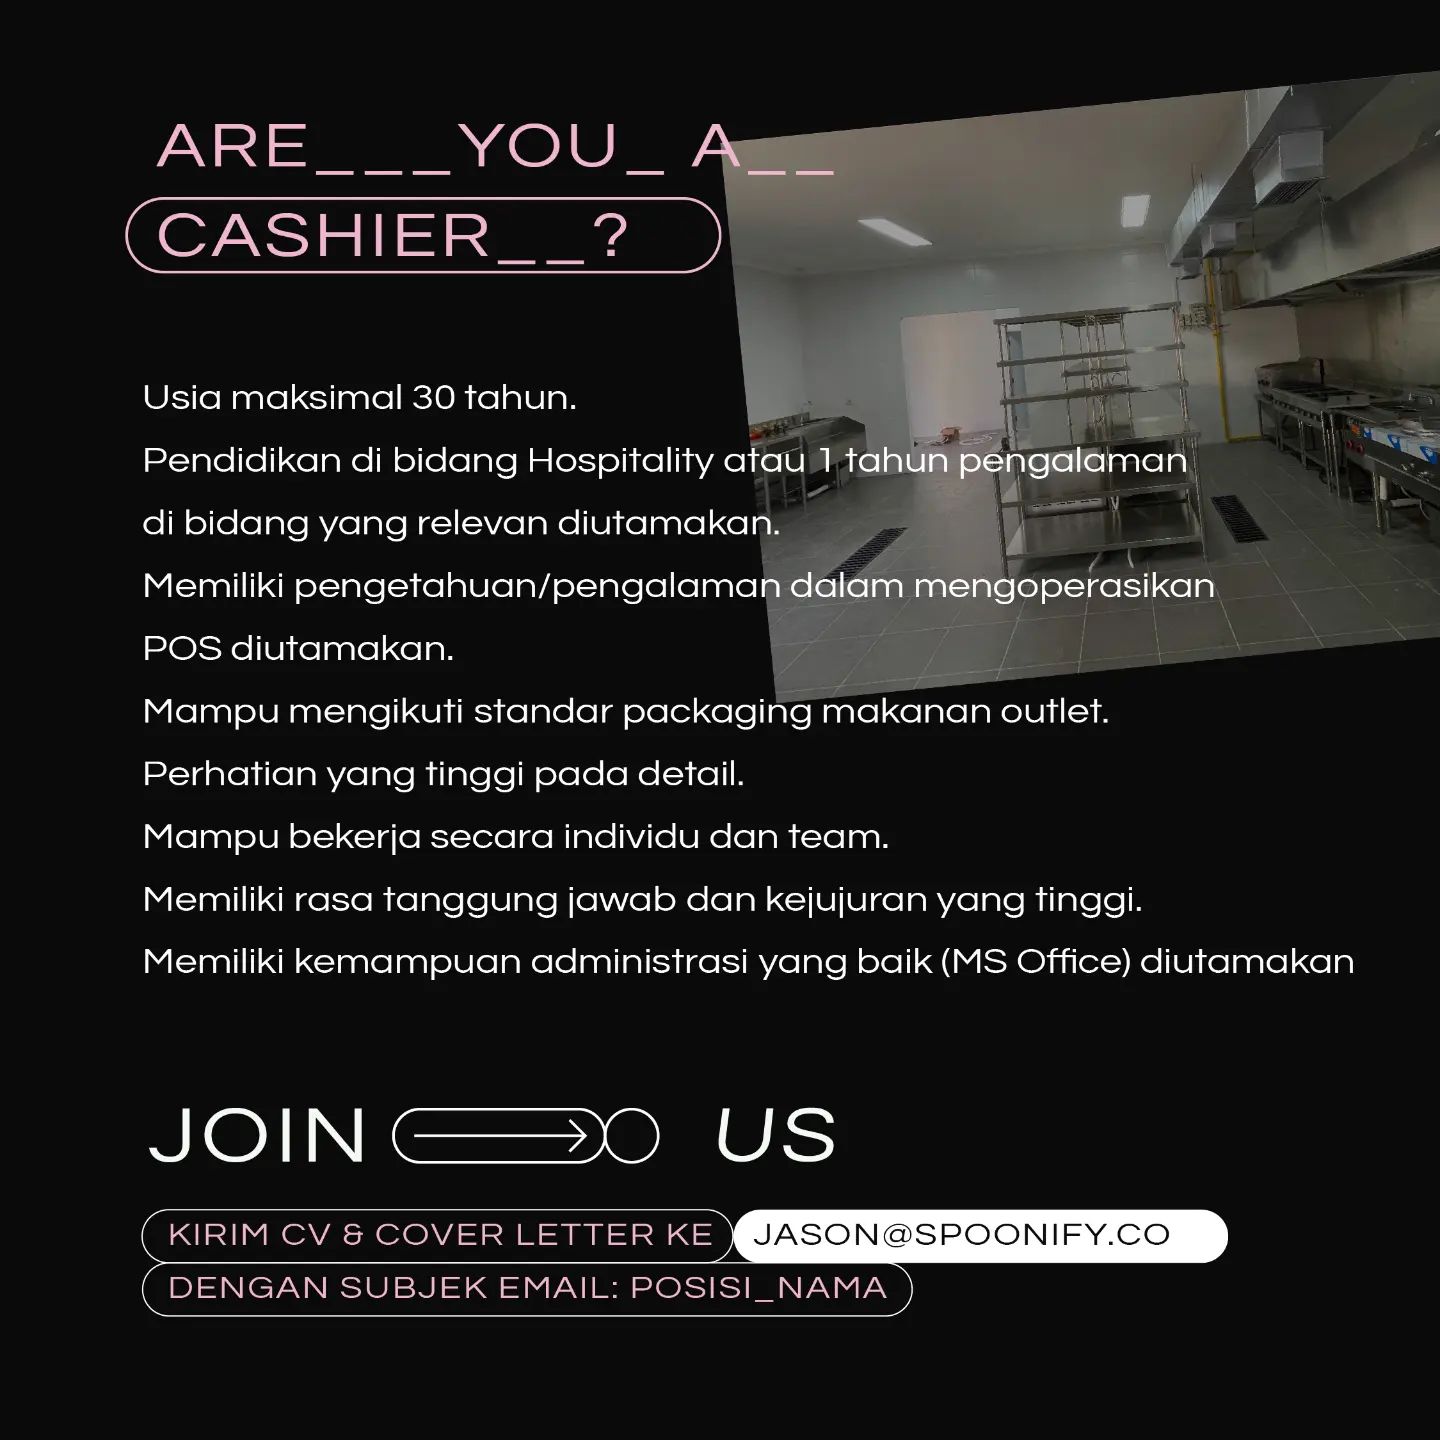 ARE___YOU_ A__
CASHIER__?
Usia maksimal 30 tahun.
Pendidikan di bidang Hospitality atau 1 tahun pengalaman
di bidang yang relevan diutamakan.
Memiliki pengetahuan/pengalaman dalam mengoperasikan
POS diutamakan.
Mampu mengikuti standar packaging makanan outlet.
Perhatian yang tinggi pada detail.
Mampu bekerja secara individu dan team.
Memiliki rasa tanggung jawab dan kejujuran yang tinggi.
Memiliki kemampuan administrasi yang baik (MS Office) diutamakan
JOIN US
KIRIM CV & COVER LETTER KE JASON@SPOONIFY.CO
DENGAN SUBJEK EMAIL: POSISI_NAMA